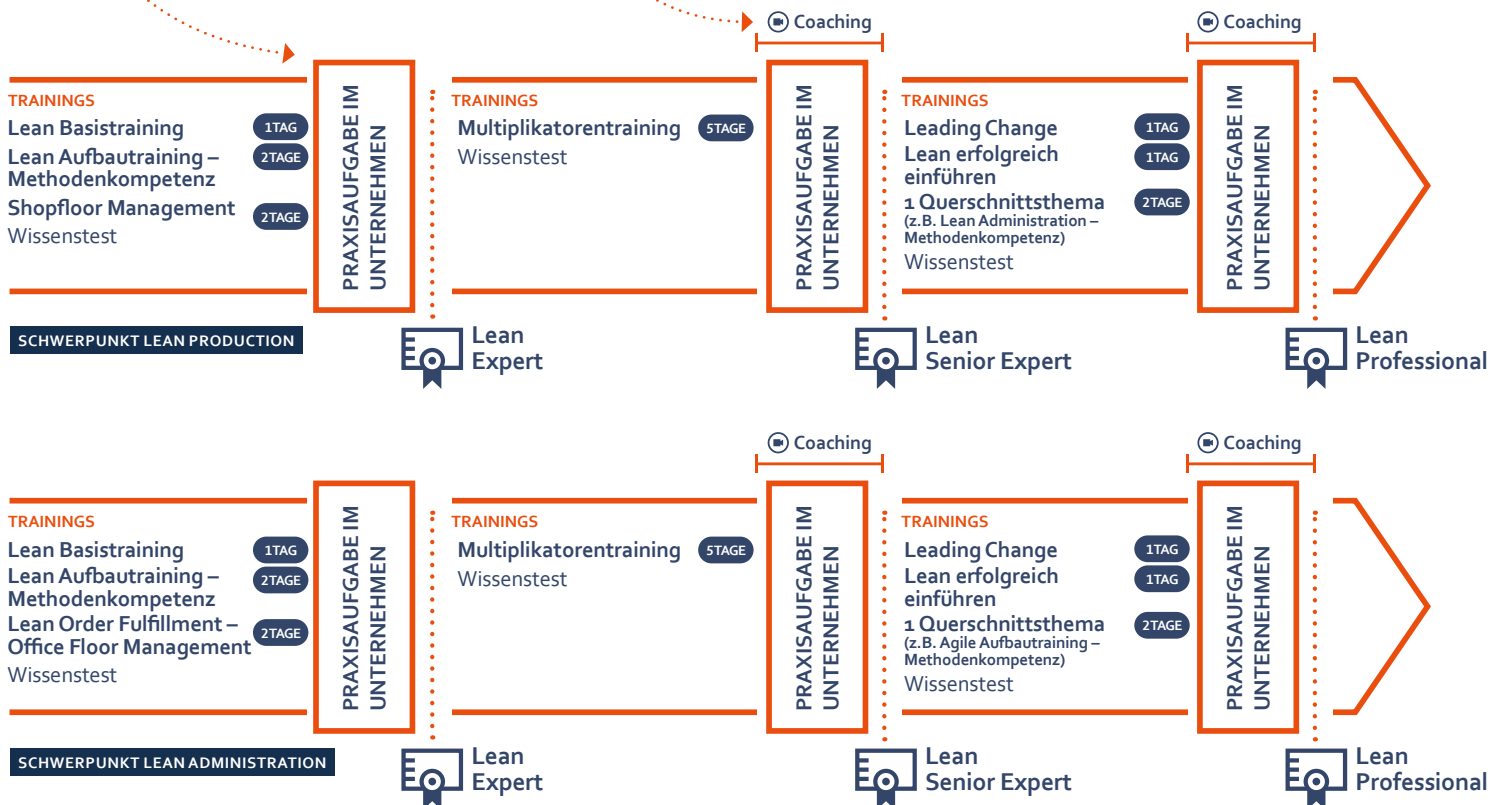 Coaching
Coaching
TRAININGS
Lean Basistraining
1TAG
Lean Aufbautraining –
Methodenkompetenz
2TAGE
Shopfloor Management
2TAGE
Wissenstest
PRAXISAUFGABE IM
UNTERNEHMEN
TRAININGS
Multiplikatorentraining
5TAGE
Wissenstest
PRAXISAUFGABE IM
UNTERNEHMEN
TRAININGS
Leading Change
1TAG
Lean erfolgreich
einführen
1TAG
1 Querschnittsthema
(z.B. Lean Administration –
Methodenkompetenz)
2TAGE
Wissenstest
PRAXISAUFGABE IM
UNTERNEHMEN
SCHWERPUNKT LEAN PRODUCTION
Lean
Expert
Lean
Senior Expert
Lean
Professional
Coaching
Coaching
TRAININGS
Lean Basistraining
1TAG
Lean Aufbautraining –
Methodenkompetenz
2TAGE
Lean Order Fulfillment –
Office Floor Management
2TAGE
Wissenstest
PRAXISAUFGABE IM
UNTERNEHMEN
TRAININGS
Multiplikatorentraining
5TAGE
Wissenstest
PRAXISAUFGABE IM
UNTERNEHMEN
TRAININGS
Leading Change
1TAG
Lean erfolgreich
einführen
1TAG
1 Querschnittsthema
(z.B. Agile Aufbautraining –
Methodenkompetenz)
2TAGE
Wissenstest
PRAXISAUFGABE IM
UNTERNEHMEN
SCHWERPUNKT LEAN ADMINISTRATION
Lean
Expert
Lean
Senior Expert
Lean
Professional